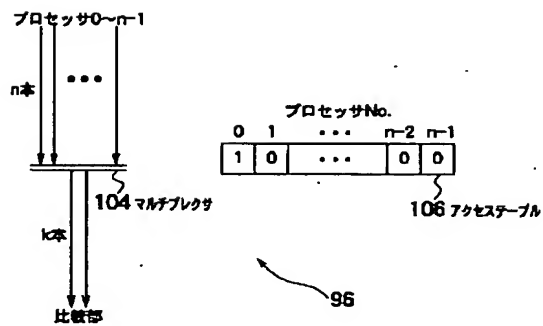 プロセッサ0〜n-1
n本
•••
プロセッサNo.
0 1 ••• n-2 n-1
1 0 ••• 0 0
104 マルチプレクサ
106 アクセステーブル
k本
96
比較部